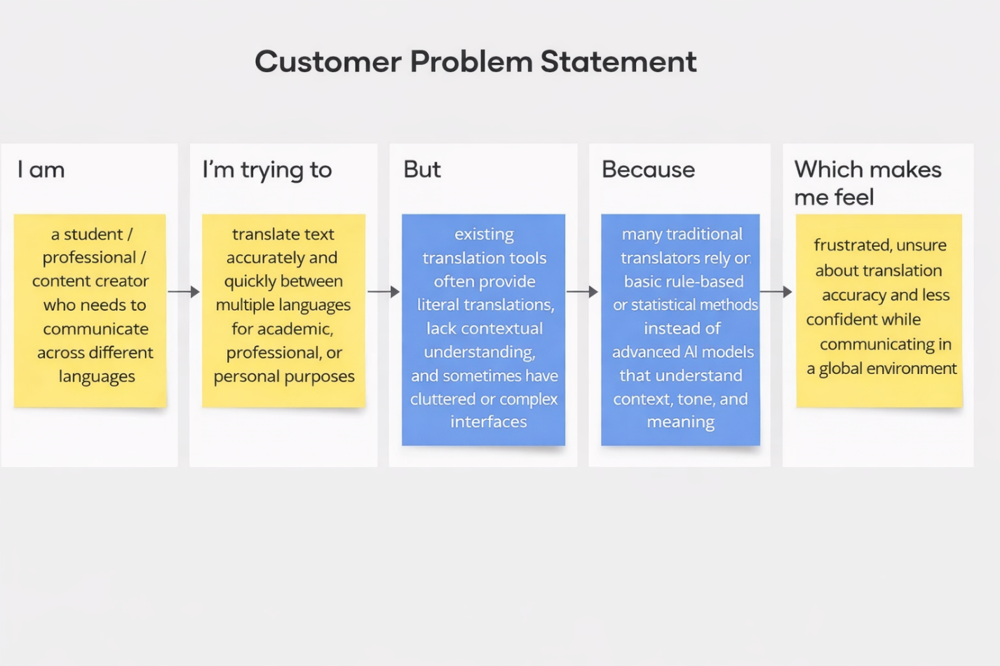 Customer Problem Statement
I am
a student /
professional /
content creator
who needs to
communicate
across different
languages
I'm trying to
translate text
accurately and
quickly between
multiple languages
for academic,
professional, or
personal purposes
But
existing
translation tools
often provide
literal translations,
lack contextual
understanding,
and sometimes have
cluttered or complex
interfaces
Because
many traditional
translators rely or
basic rule-based
or statistical methods
instead of
advanced AI models
that understand
context, tone, and
meaning
Which makes
me feel
frustrated, unsure
about translation
accuracy and less
confident while
communicating in
a global environment